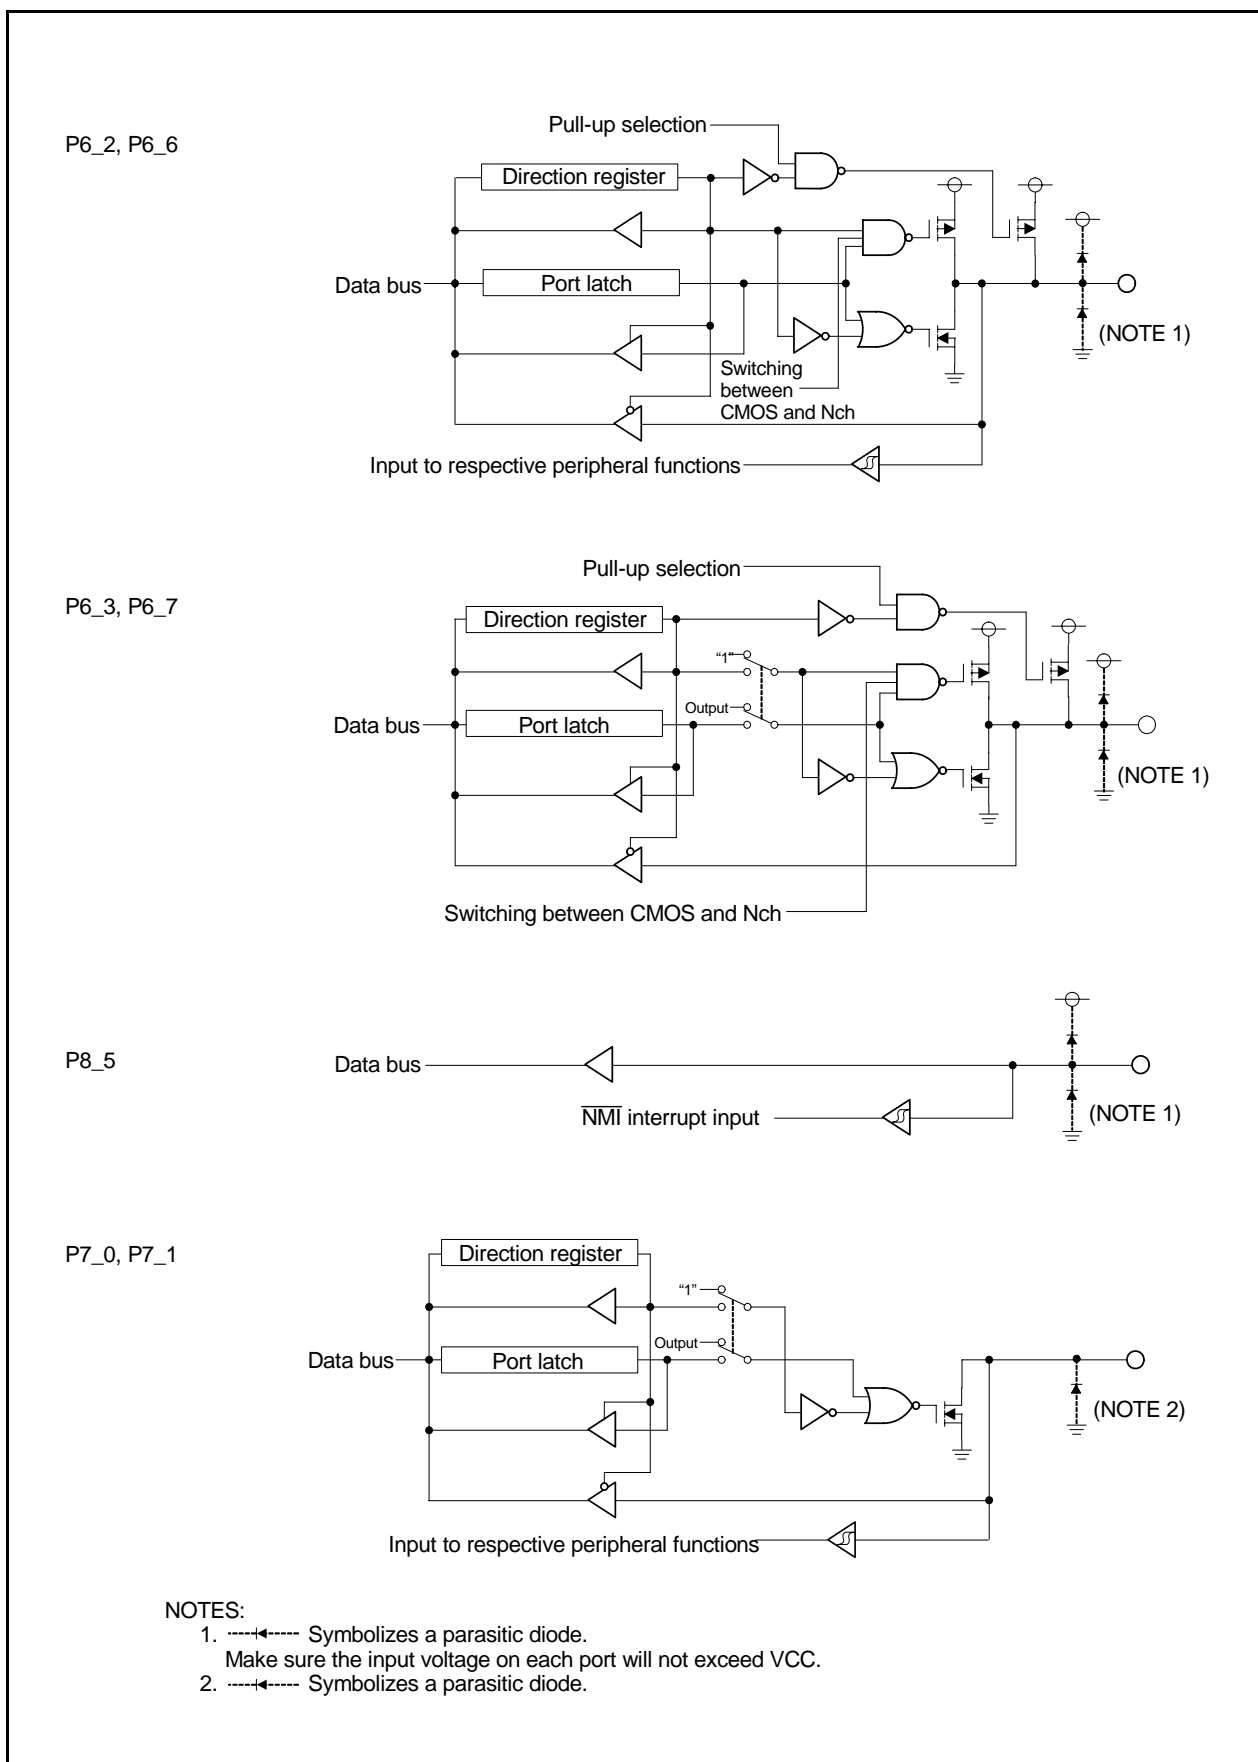 P6_2, P6_6
Pull-up selection
Direction register
Data bus
Port latch
(NOTE 1)
Switching
between
CMOS and Nch
Input to respective peripheral functions
P6_3, P6_7
Pull-up selection
Direction register
“1”
Output
Data bus
Port latch
(NOTE 1)
Switching between CMOS and Nch
P8_5
Data bus
NMI interrupt input
(NOTE 1)
P7_0, P7_1
Direction register
“1”
Output
Data bus
Port latch
(NOTE 2)
Input to respective peripheral functions
NOTES:
1. Symbolizes a parasitic diode.
Make sure the input voltage on each port will not exceed VCC.
2. Symbolizes a parasitic diode.